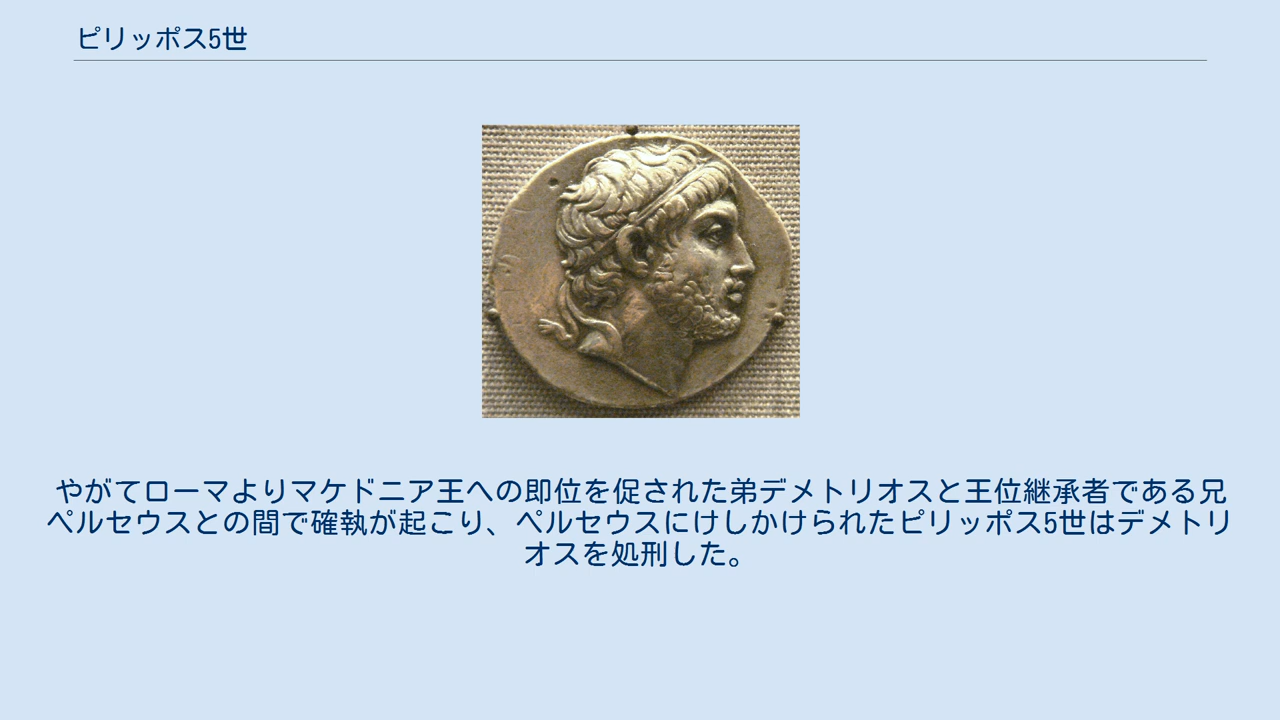 ピリッポス5世
やがてローマよりマケドニア王への即位を促された弟デメトリオスと王位継承者である兄
ペルセウスとの間で確執が起こり、ペルセウスにけしかけられたピリッポス5世はデメトリ
オスを処刑した。